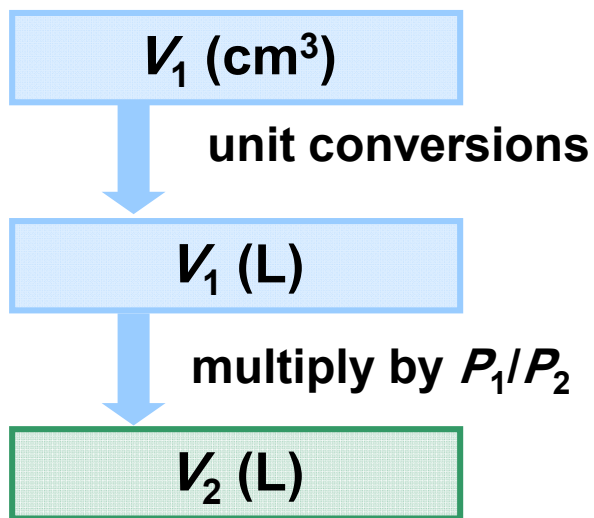 V₁ (cm³)
unit conversions
V₁ (L)
multiply by P₁/P₂
V₂ (L)